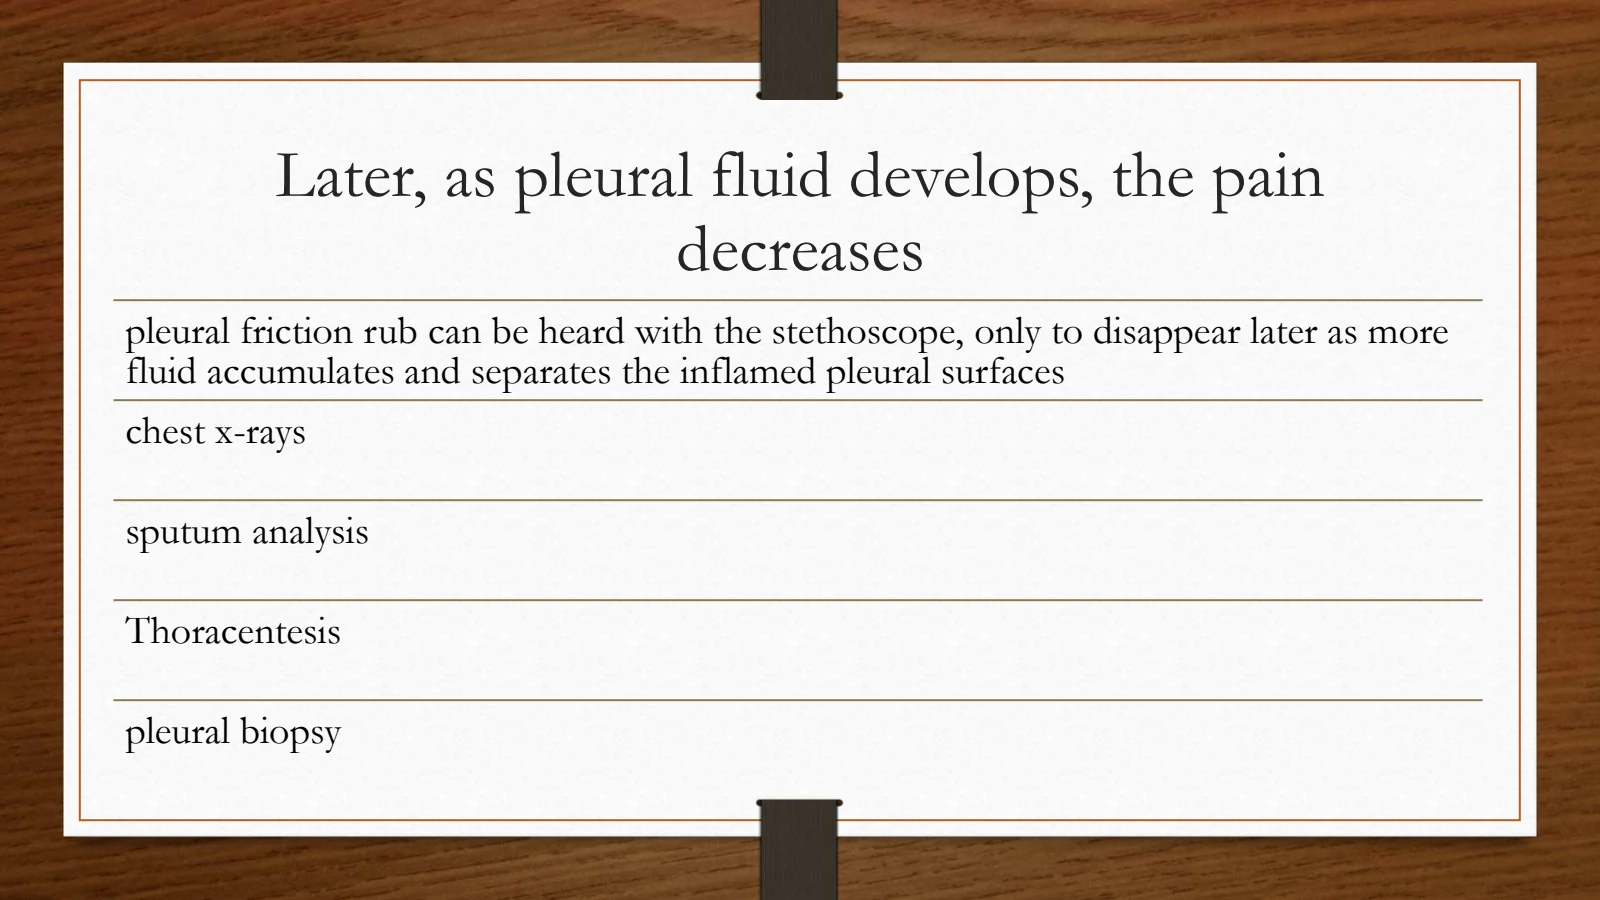 Later, as pleural fluid develops, the pain
decreases
pleural friction rub can be heard with the stethoscope, only to disappear later as more
fluid accumulates and separates the inflamed pleural surfaces
chest x-rays
sputum analysis
Thoracentesis
pleural biopsy